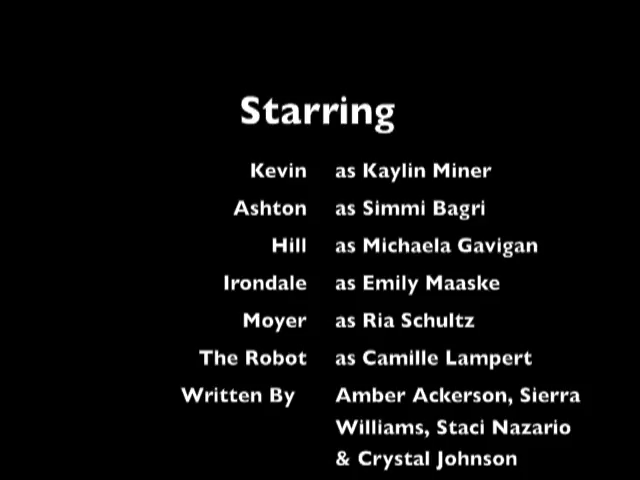 Starring
Kevin as Kaylin Miner
Ashton as Simmi Bagri
Hill as Michaela Gavigan
Irondale as Emily Maaske
Moyer as Ria Schultz
The Robot as Camille Lampert
Written By Amber Ackerson, Sierra
Williams, Staci Nazario
& Crystal Johnson